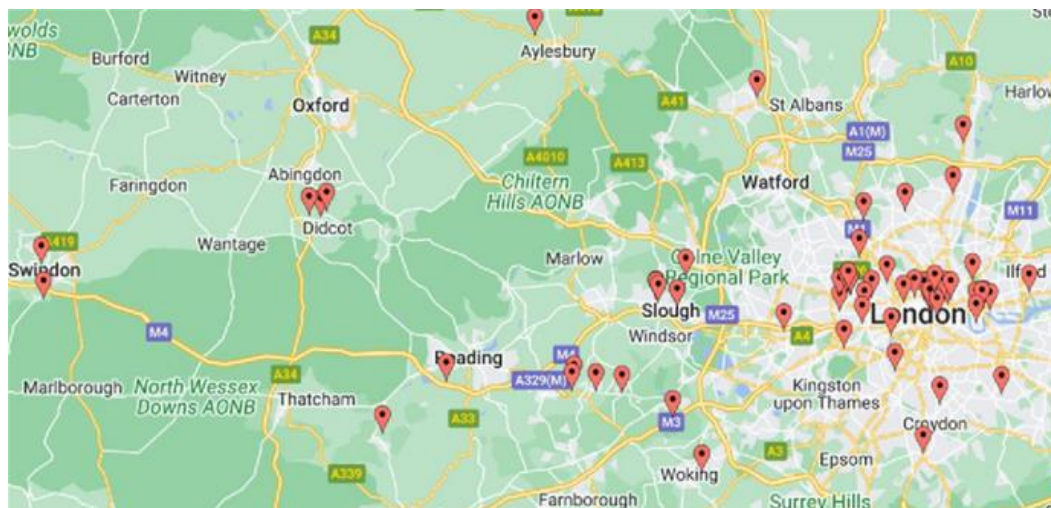 wolds
ONB
Burford
Witney
Carterton
A34
Oxford
Aylesbury
A41
St Albans
A10
Harlow
A1(M)
M25
A4010
A413
Chiltern
Hills AONB
Watford
Abingdon
Faringdon
Didcot
Wantage
M11
M1
A419
Swindon
Marlow
Colne Valley
Regional Park
Ilford
Slough
M25
London
Windsor
A4
M4
Reading
M4
A329(M)
A34
Marlborough
North Wessex
Downs AONB
Thatcham
A33
Kingston
upon Thames
M3
Croydon
A339
Woking
A3
Epsom
Farnborough
Surrey Hills